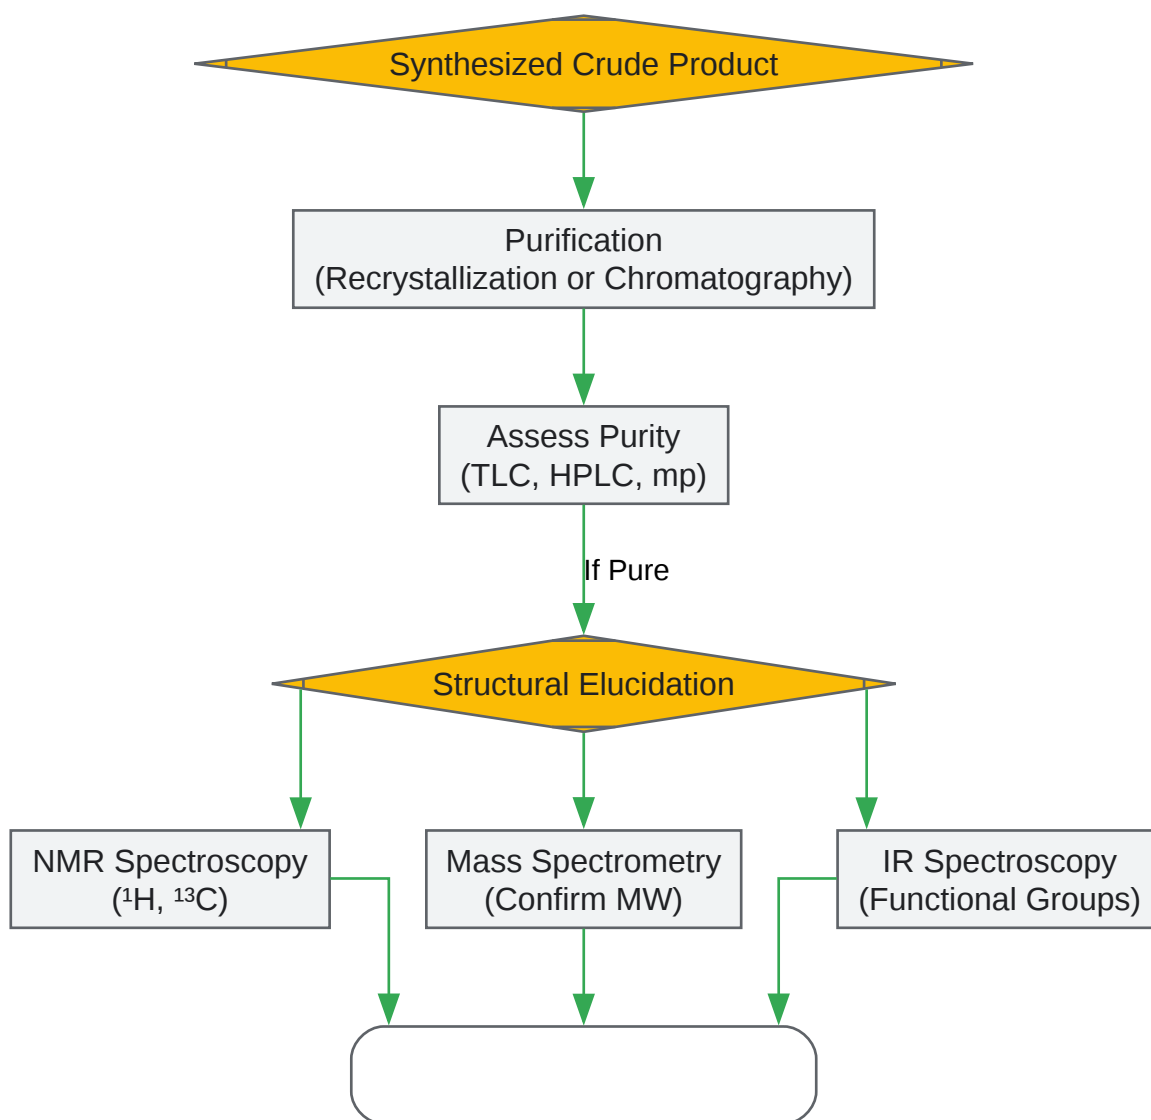 Synthesized Crude Product
Purification
(Recrystallization or Chromatography)
Assess Purity
(TLC, HPLC, mp)
If Pure
Structural Elucidation
NMR Spectroscopy
(¹H, ¹³C)
Mass Spectrometry
(Confirm MW)
IR Spectroscopy
(Functional Groups)